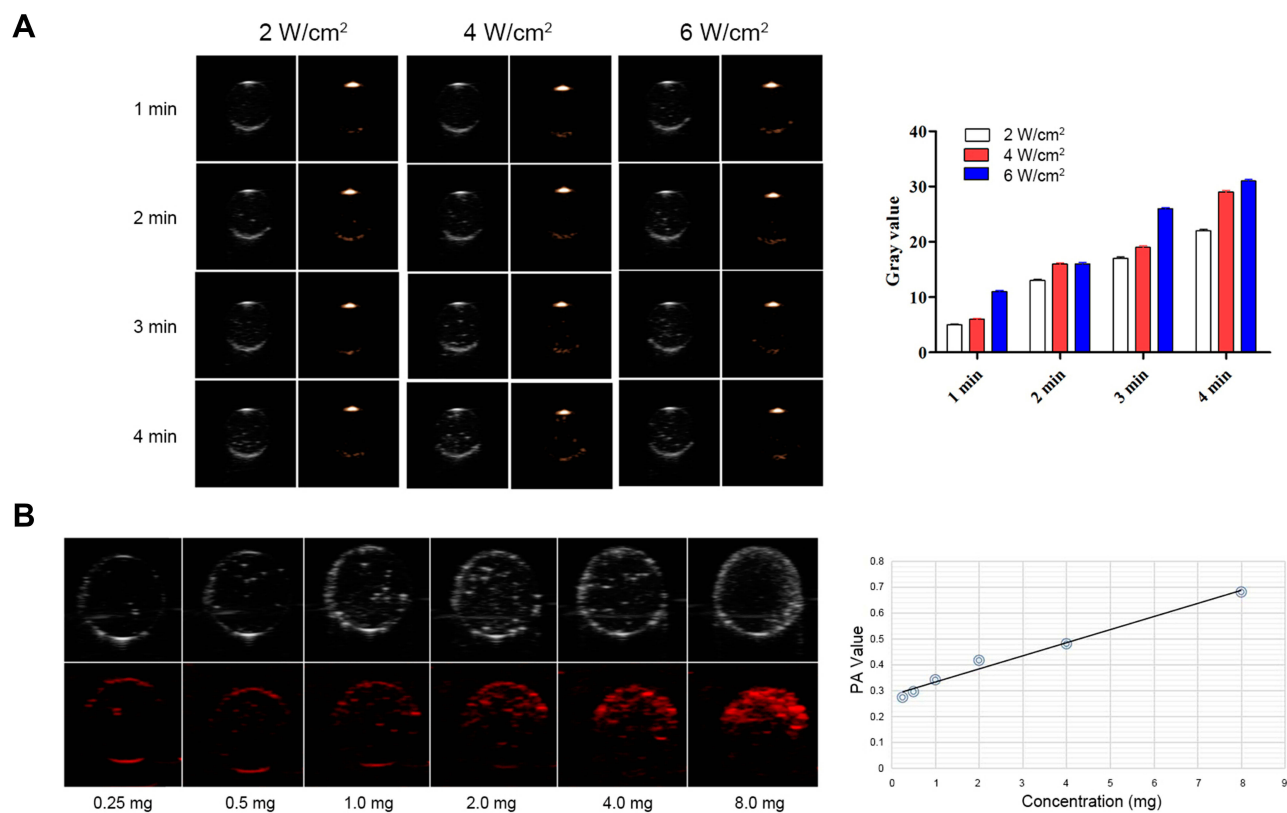 A
2 W/cm² 4 W/cm² 6 W/cm²
1 min
2 min
3 min
4 min
Gray value
40
30
20
10
0
2 W/cm²
4 W/cm²
6 W/cm²
1 min 2 min 3 min 4 min
B
0.25 mg 0.5 mg 1.0 mg 2.0 mg 4.0 mg 8.0 mg
PA Value
0.8
0.7
0.6
0.5
0.4
0.3
0.2
0.1
0
0 1 2 3 4 5 6 7 8 9
Concentration (mg)